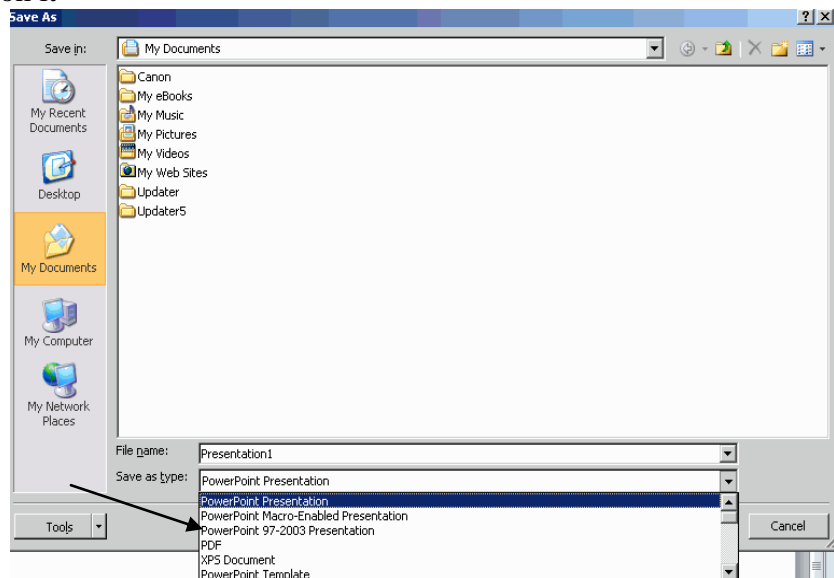 Save As
Save in:
My Documents
Canon
My eBooks
My Music
My Pictures
My Videos
My Web Sites
Updater
Updater5
My Recent
Documents
Desktop
My Documents
My Computer
My Network
Places
File name:
Presentation1
Save as type:
PowerPoint Presentation
PowerPoint Presentation
PowerPoint Macro-Enabled Presentation
PowerPoint 97-2003 Presentation
PDF
XPS Document
PowerPoint Template
Tools
Cancel